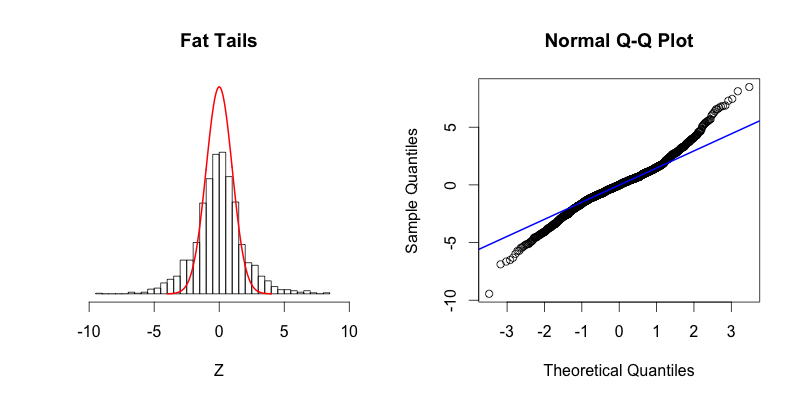 Fat Tails
-10 -5 0 5 10
Z
Normal Q-Q Plot
Sample Quantiles
5
0
-5
-10
-3 -2 -1 0 1 2 3
Theoretical Quantiles